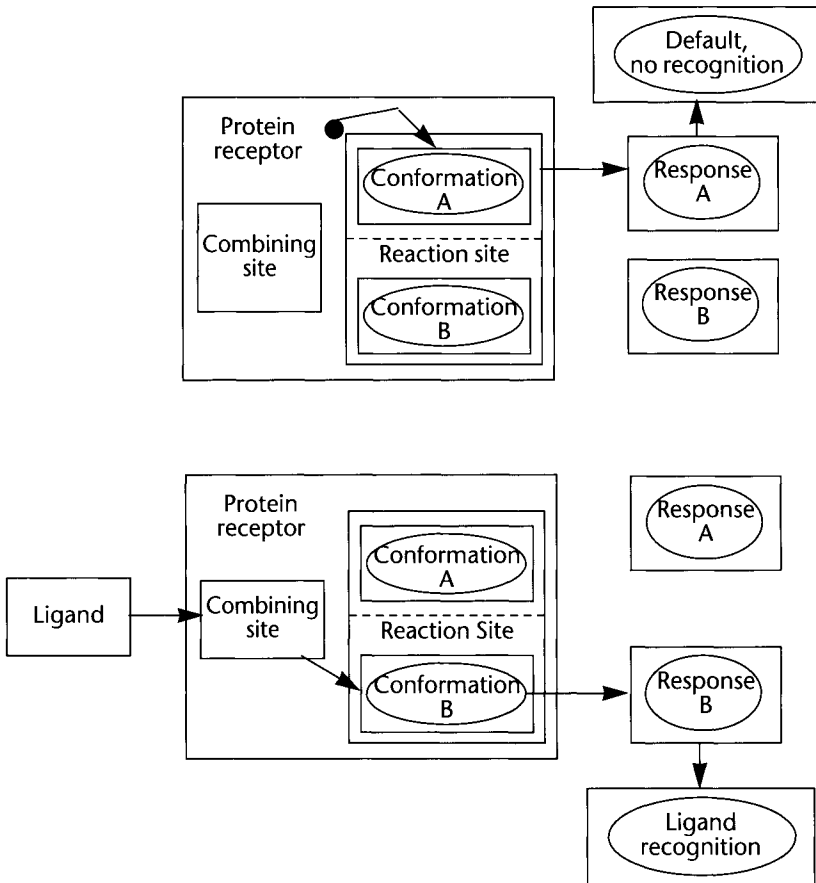 Default,
no recognition
Protein
receptor
Conformation
A
Response
A
Combining
site
Reaction site
Conformation
B
Response
B
Protein
receptor
Response
A
Conformation
A
Ligand
Combining
site
Reaction Site
Conformation
B
Response
B
Ligand
recognition